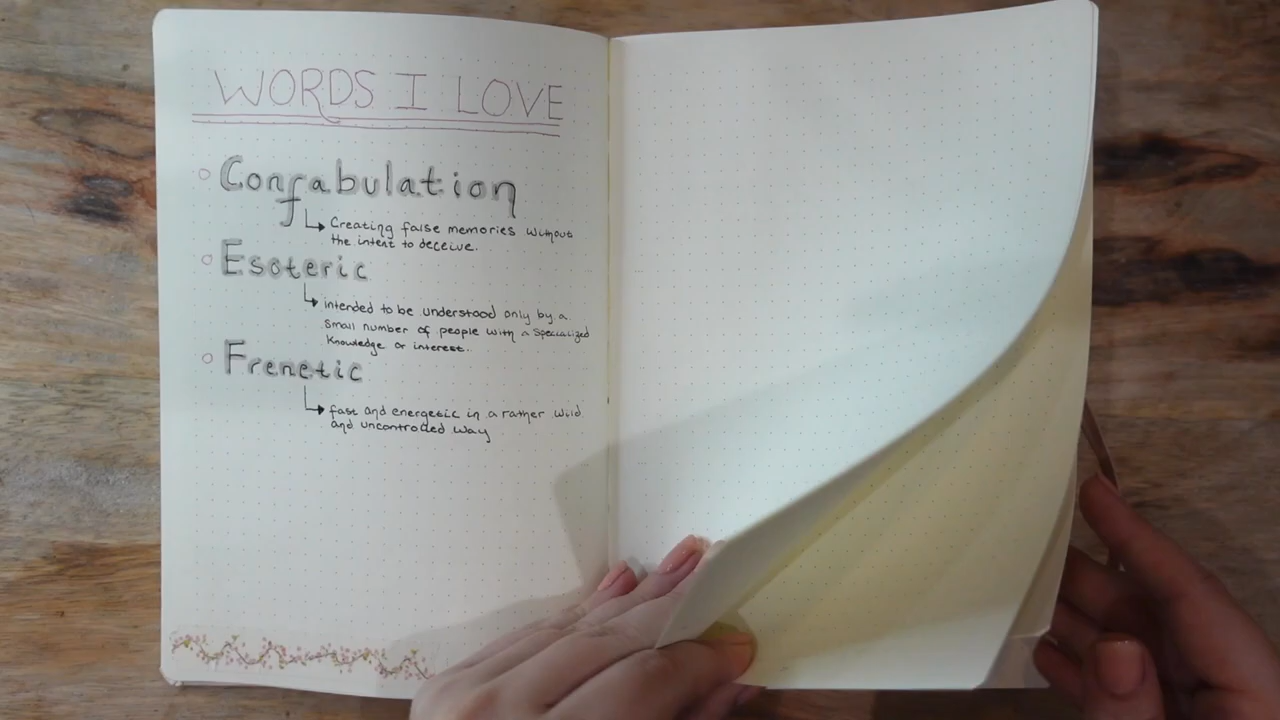 WORDS I LOVE
Confabulation
Creating false memories without
the intent to deceive.
Esoteric
intended to be understood only by a
small number of people with a specialized
knowledge or interest.
Frenetic
fast and energetic in a rather wild
and uncontrolled way